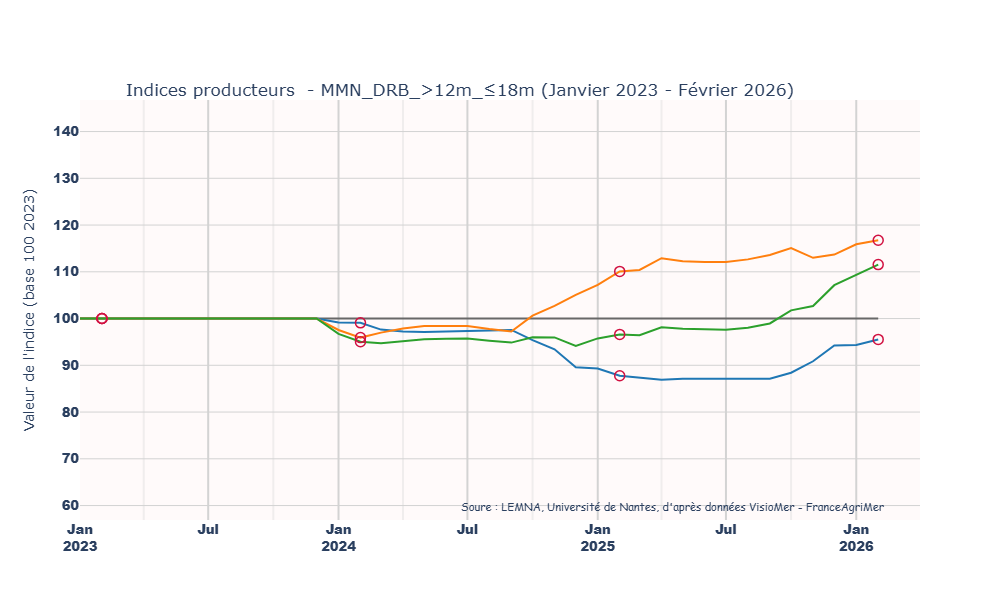 Indices producteurs - MMN_DRB_>12m_≤18m (Janvier 2023 - Février 2026)
Valeur de l'indice (base 100 2023)
140
130
120
110
100
90
80
70
60
Soure : LEMNA, Université de Nantes, d'après données VisioMer - FranceAgriMer
Jan
2023
Jul
Jan
2024
Jul
Jan
2025
Jul
Jan
2026